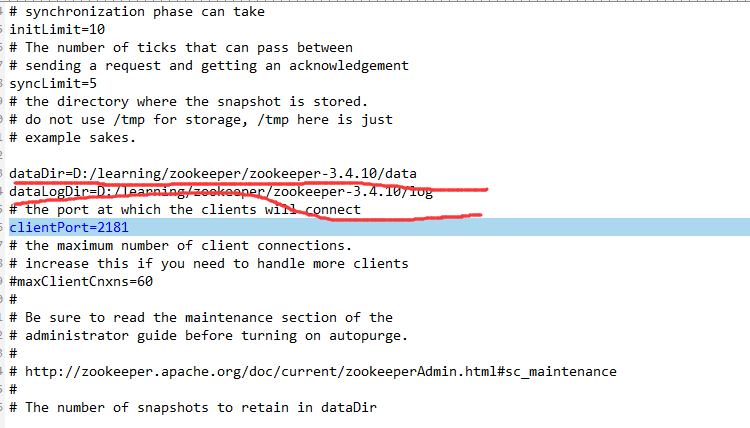 # synchronization phase can take
initLimit=10
# The number of ticks that can pass between
# sending a request and getting an acknowledgement
syncLimit=5
# the directory where the snapshot is stored.
# do not use /tmp for storage, /tmp here is just
# example sakes.
dataDir=D:/learning/zookeeper/zookeeper-3.4.10/data
dataLogDir=D:/learning/zookeeper/zookeeper-3.4.10/log
# the port at which the clients will connect
clientPort=2181
# the maximum number of client connections.
# increase this if you need to handle more clients
#maxClientCnxns=60
#
# Be sure to read the maintenance section of the
# administrator guide before turning on autopurge.
#
# http://zookeeper.apache.org/doc/current/zookeeperAdmin.html#sc_maintenance
#
# The number of snapshots to retain in dataDir